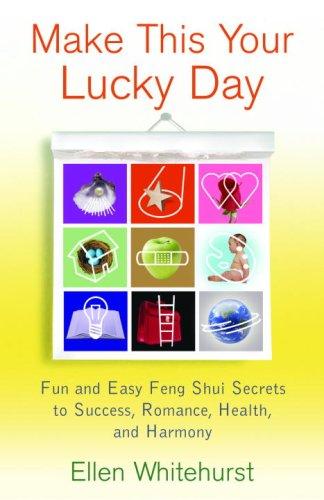 Make This Your
Lucky Day
Fun and Easy Feng Shui Secrets
to Success, Romance, Health,
and Harmony
Ellen Whitehurst